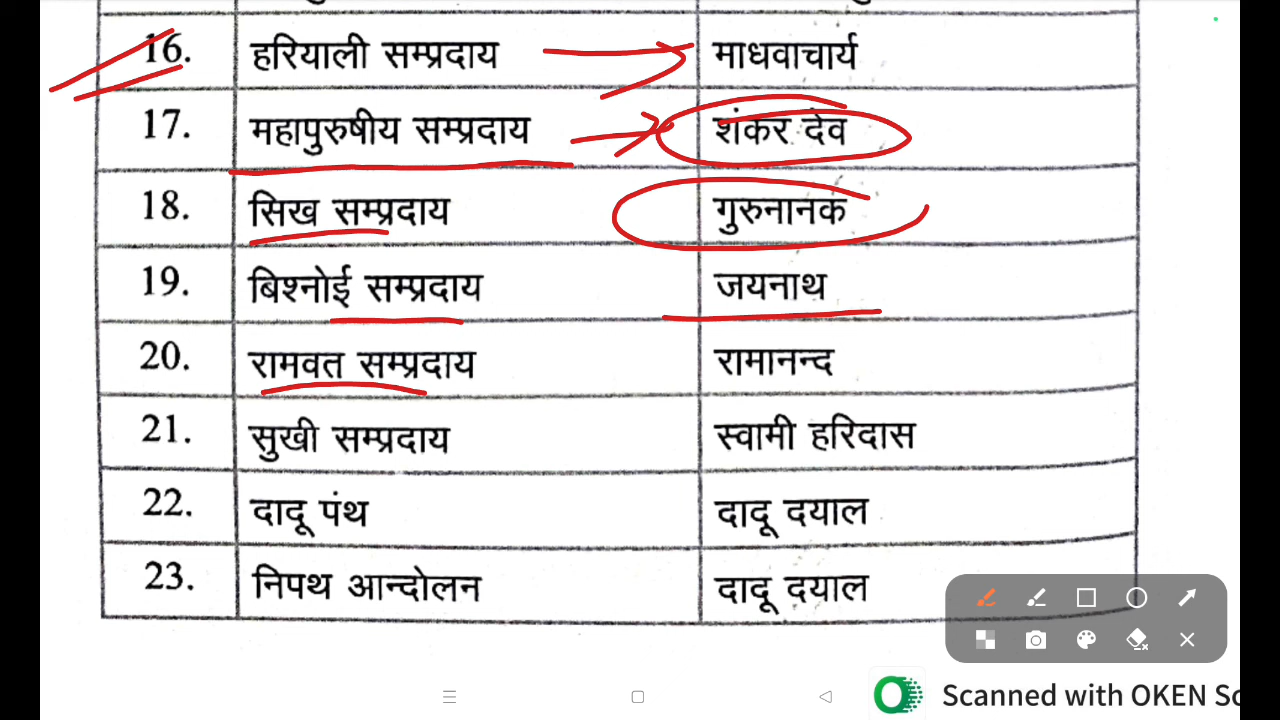 16. हरियाली सम्प्रदाय माधवाचार्य
17. महापुरुषीय सम्प्रदाय शंकर देव
18. सिख सम्प्रदाय गुरुनानक
19. बिश्नोई सम्प्रदाय जयनाथ
20. रामवत सम्प्रदाय रामानन्द
21. सुखी सम्प्रदाय स्वामी हरिदास
22. दादू पंथ दादू दयाल
23. निपथ आन्दोलन दादू दयाल
Scanned with OKEN Sc